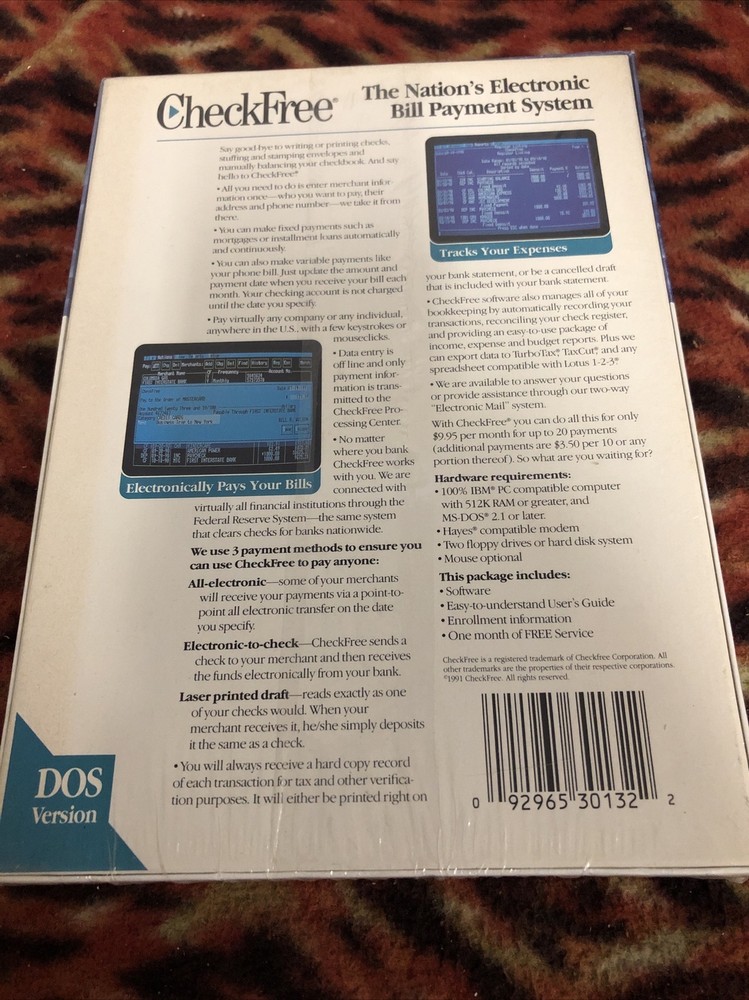 CheckFree®
The Nation's Electronic
Bill Payment System
Say good-bye to writing or printing checks,
stuffing and stamping envelopes and
manually balancing your checkbook. And say
hello to CheckFree®
• All you need to do is enter merchant infor-
mation once—who you want to pay, their
address and phone number—we take it from
there.
• You can make fixed payments such as
mortgages or installment loans automatically
and continuously.
• You can also make variable payments like
your phone bill. Just update the amount and
payment date when you receive your bill each
month. Your checking account is not charged
until the date you specify.
• Pay virtually any company or any individual,
anywhere in the U.S., with a few keystrokes or
mouseclicks.
• Data entry is
off line and only
payment infor-
mation is trans-
mitted to the
CheckFree Pro-
cessing Center.
• No matter
where you bank
CheckFree works
with you. We are
connected with
Electronically Pays Your Bills
virtually all financial institutions through the
Federal Reserve System—the same system
that clears checks for banks nationwide.
We use 3 payment methods to ensure you
can use CheckFree to pay anyone:
All-electronic—some of your merchants
will receive your payments via a point-to-
point all electronic transfer on the date
you specify.
Electronic-to-check—CheckFree sends a
check to your merchant and then receives
the funds electronically from your bank.
Laser printed draft—reads exactly as one
of your checks would. When your
merchant receives it, he/she simply deposits
it the same as a check.
• You will always receive a hard copy record
of each transaction for tax and other verifica-
tion purposes. It will either be printed right on
Tracks Your Expenses
your bank statement, or be a cancelled draft
that is included with your bank statement.
• CheckFree software also manages all of your
bookkeeping by automatically recording your
transactions, reconciling your check register,
and providing an easy-to-use package of
income, expense and budget reports. Plus we
can export data to TurboTax®, TaxCut®, and any
spreadsheet compatible with Lotus 1-2-3®
• We are available to answer your questions
or provide assistance through our two-way
"Electronic Mail" system.
With CheckFree® you can do all this for only
$9.95 per month for up to 20 payments
(additional payments are $3.50 per 10 or any
portion thereof). So what are you waiting for?
Hardware requirements:
• 100% IBM® PC compatible computer
with 512K RAM or greater, and
MS-DOS® 2.1 or later.
• Hayes® compatible modem
• Two floppy drives or hard disk system
• Mouse optional
This package includes:
• Software
• Easy-to-understand User's Guide
• Enrollment information
• One month of FREE Service
CheckFree is a registered trademark of Checkfree Corporation. All
other trademarks are the properties of their respective corporations.
©1991 CheckFree. All rights reserved.
0 92965 30132 2
DOS
Version